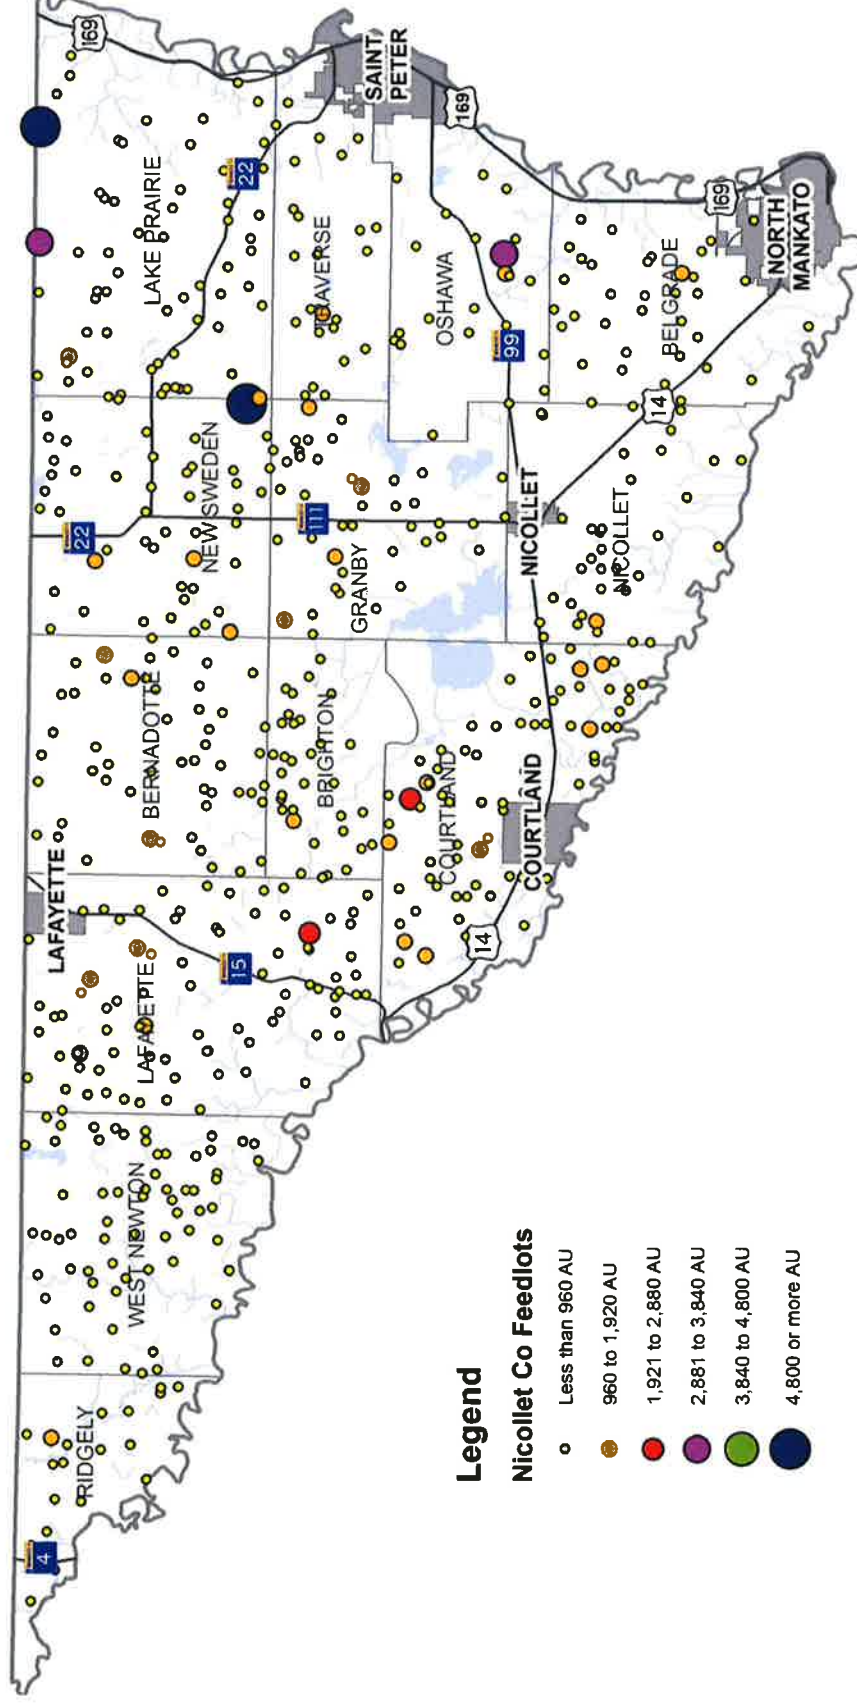 4
RIDGELY
WEST NEWTON
LAFAYETTE
LAFAYETTE
15
BERNADOTTE
BRIGHTON
COURTLAND
COURTLAND
14
22
NEW SWEDEN
111
GRANBY
NICOLLET
NICOLLET
14
169
LAKE PRAIRIE
22
TRAVERSE
SAINT
PETER
169
OSHAWA
99
BELGRADE
169
NORTH
MANKATO
Legend
Nicollet Co Feedlots
Less than 960 AU
960 to 1,920 AU
1,921 to 2,880 AU
2,881 to 3,840 AU
3,840 to 4,800 AU
4,800 or more AU